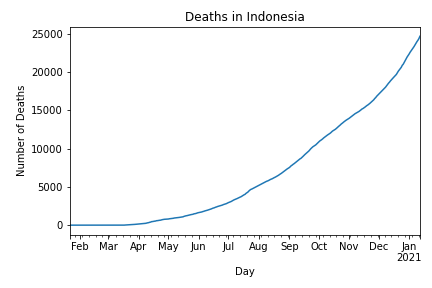 Deaths in Indonesia
Number of Deaths
25000
20000
15000
10000
5000
0
Feb Mar Apr May Jun Jul Aug Sep Oct Nov Dec Jan
2021
Day